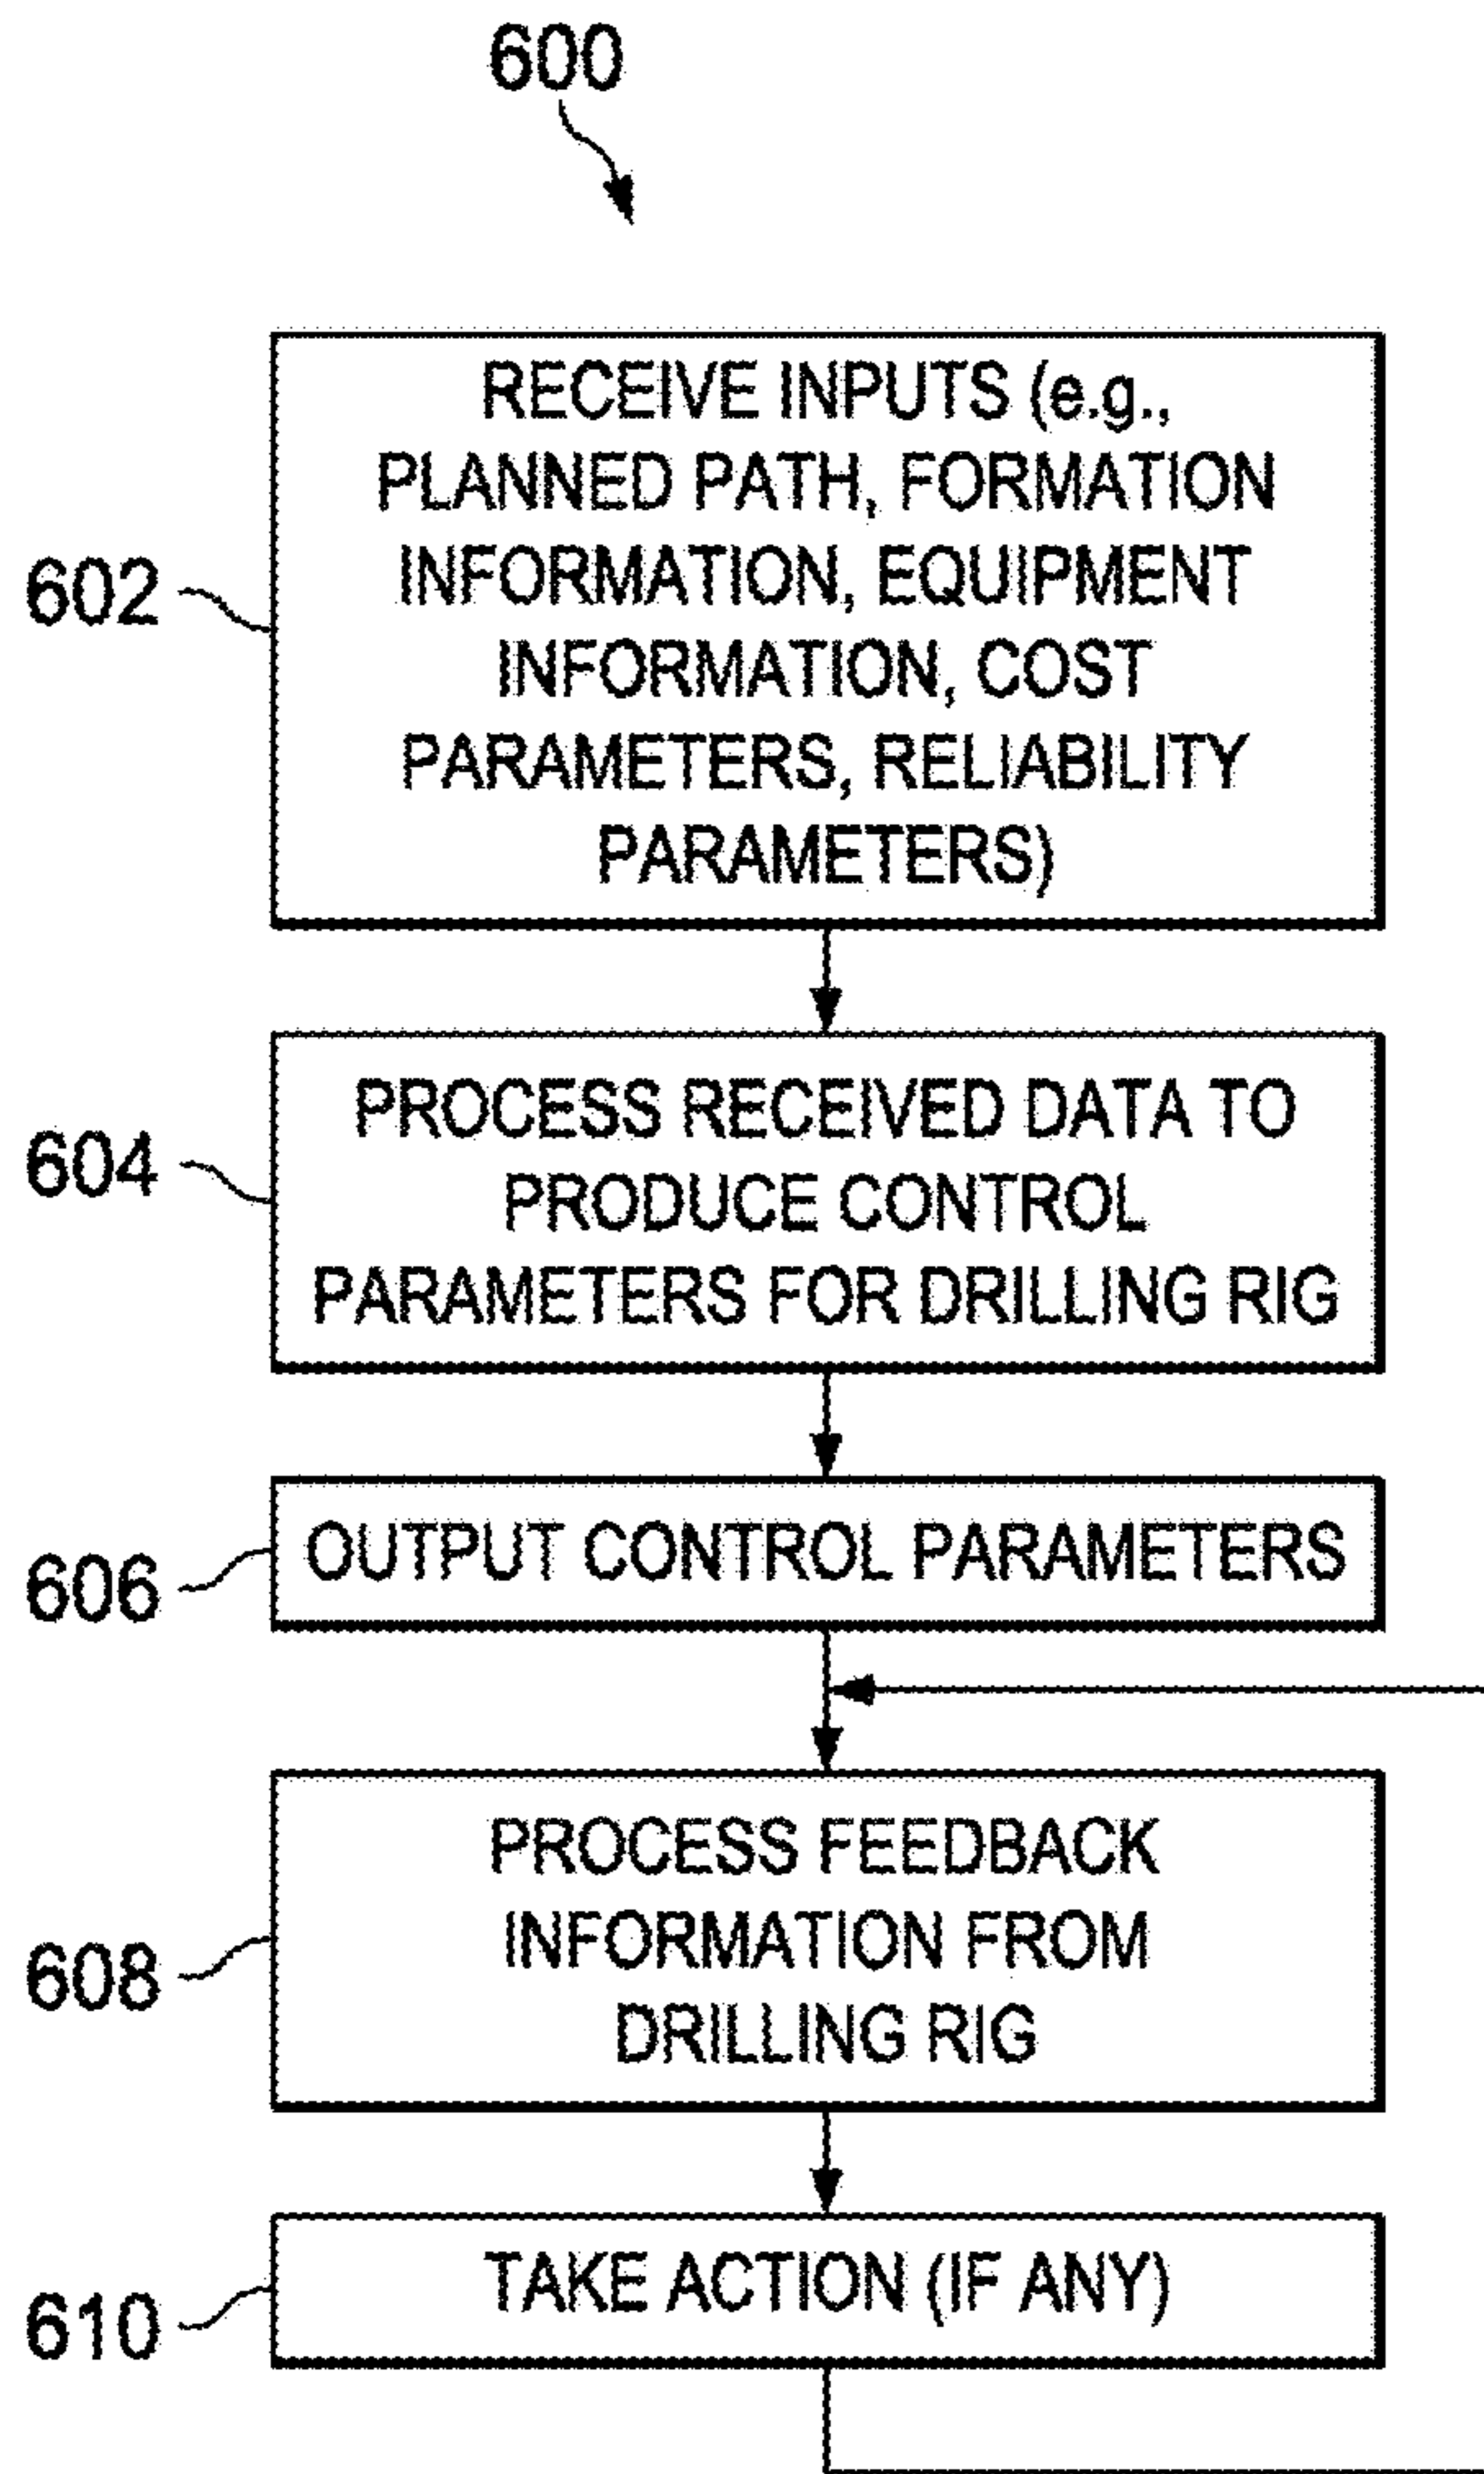 600
RECEIVE INPUTS (e.g.,
PLANNED PATH, FORMATION
INFORMATION, EQUIPMENT
INFORMATION, COST
PARAMETERS, RELIABILITY
PARAMETERS)
602
PROCESS RECEIVED DATA TO
PRODUCE CONTROL
PARAMETERS FOR DRILLING RIG
604
OUTPUT CONTROL PARAMETERS
606
PROCESS FEEDBACK
INFORMATION FROM
DRILLING RIG
608
TAKE ACTION (IF ANY)
610